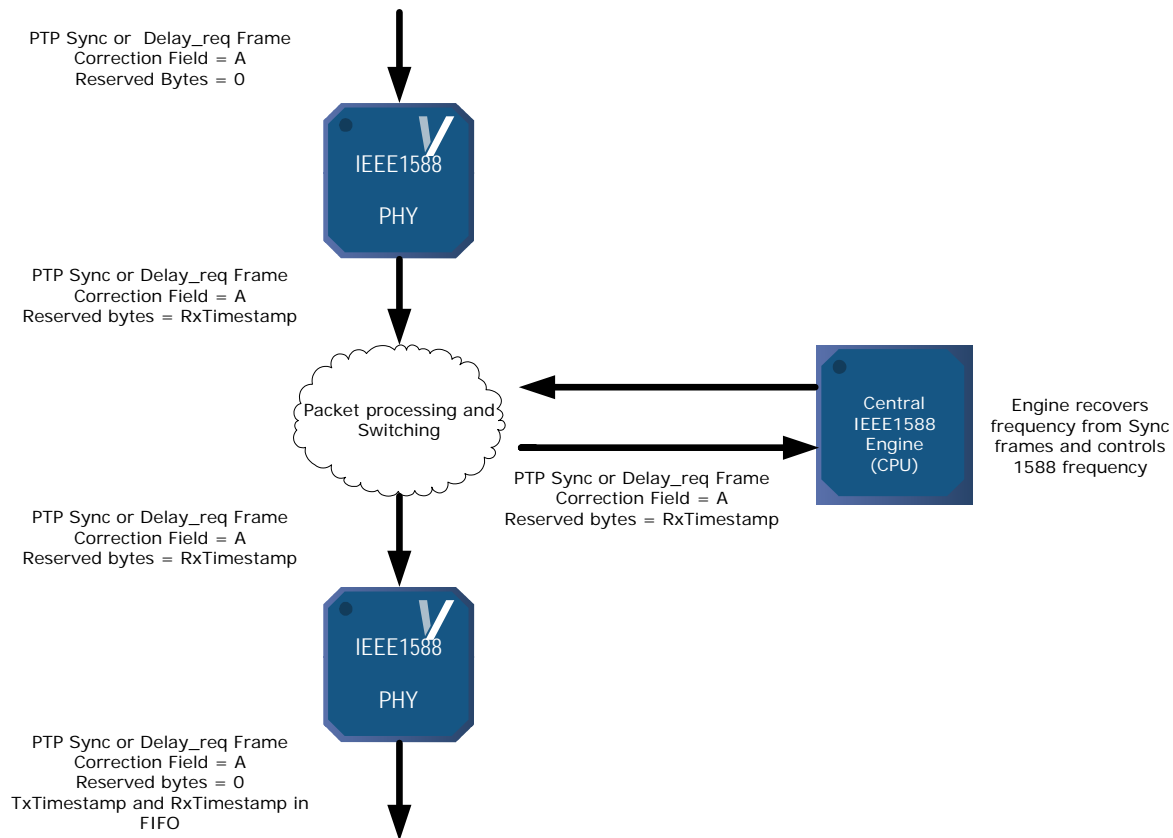 PTP Sync or  Delay_req Frame
Correction Field = A
Reserved Bytes = 0
IEEE1588
PHY
PTP Sync or Delay_req Frame
Correction Field = A
Reserved bytes = RxTimestamp
Packet processing and
Switching
Central
IEEE1588
Engine
(CPU)
Engine recovers
frequency from Sync
frames and controls
1588 frequency
PTP Sync or Delay_req Frame
Correction Field = A
Reserved bytes = RxTimestamp
PTP Sync or Delay_req Frame
Correction Field = A
Reserved bytes = RxTimestamp
IEEE1588
PHY
PTP Sync or Delay_req Frame
Correction Field = A
Reserved bytes = 0
TxTimestamp and RxTimestamp in
FIFO